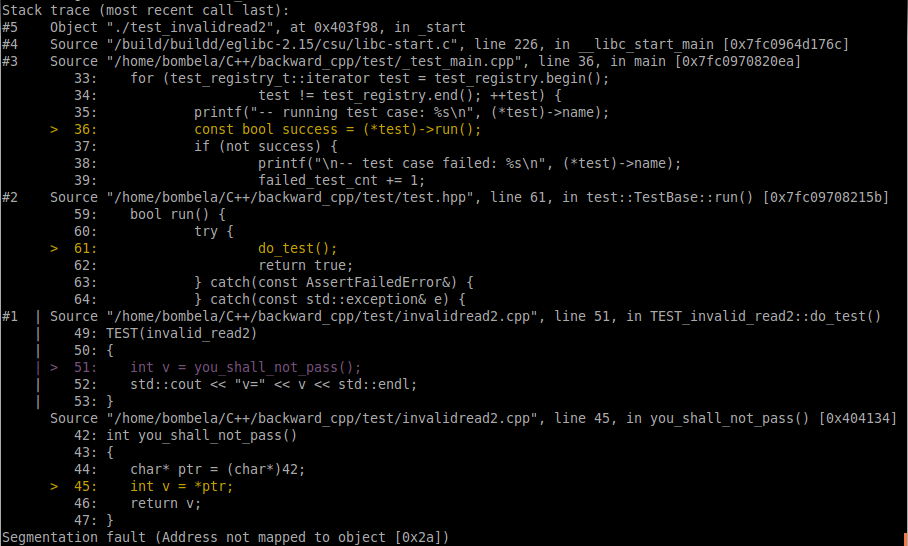 Stack trace (most recent call last):
#5    Object "./test_invalidread2", at 0x403f98, in _start
#4    Source "/build/buildd/eglibc-2.15/csu/libc-start.c", line 226, in __libc_start_main [0x7fc0964d176c]
#3    Source "/home/bombela/C++/backward_cpp/test/_test_main.cpp", line 36, in main [0x7fc0970820ea]
         33:    for (test_registry_t::iterator test = test_registry.begin();
         34:                    test != test_registry.end(); ++test) {
         35:            printf("-- running test case: %s\n", (*test)->name);
      >  36:            const bool success = (*test)->run();
         37:            if (not success) {
         38:                    printf("\n-- test case failed: %s\n", (*test)->name);
         39:                    failed_test_cnt += 1;
#2    Source "/home/bombela/C++/backward_cpp/test/test.hpp", line 61, in test::TestBase::run() [0x7fc09708215b]
         59:    bool run() {
         60:            try {
      >  61:                    do_test();
         62:                    return true;
         63:            } catch(const AssertFailedError&) {
         64:            } catch(const std::exception& e) {
#1  | Source "/home/bombela/C++/backward_cpp/test/invalidread2.cpp", line 51, in TEST_invalid_read2::do_test()
    |    49: TEST(invalid_read2)
    |    50: {
    | >  51:    int v = you_shall_not_pass();
    |    52:    std::cout << "v=" << v << std::endl;
    |    53: }
      Source "/home/bombela/C++/backward_cpp/test/invalidread2.cpp", line 45, in you_shall_not_pass() [0x404134]
         42: int you_shall_not_pass()
         43: {
         44:    char* ptr = (char*)42;
      >  45:    int v = *ptr;
         46:    return v;
         47: }
Segmentation fault (Address not mapped to object [0x2a])